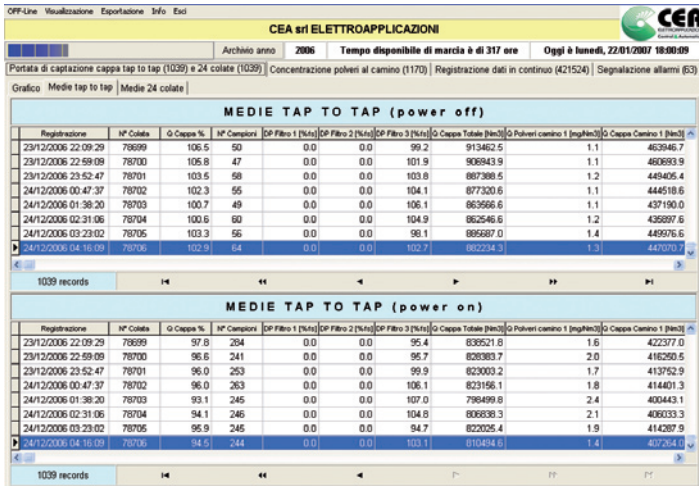 OFF-Line Visualizzazione Esportazione Info Esci
CEA srl ELETTROAPPLICAZIONI
CEA
Archivio anno 2006 Tempo disponibile di marcia è di 317 ore Oggi è lunedì, 22/01/2007 18:00:09
Portata di captazione cappa tap to tap (1039) e 24 colate (1039) Concentrazione polveri al camino (1170) Registrazione dati in continuo (421524) Segnalazione allarmi (63)
Grafico Medie tap to tap Medie 24 colate
MEDIE TAP TO TAP (power off)
Registrazione N° Colata Q Cappa % N° Campioni DP Filtro 1 [%fs] DP Filtro 2 [%fs] DP Filtro 3 [%fs] Q Cappa Totale [Nm3] Q Polveri camino 1 [mg/Nm3] Q Cappa Camino 1 [Nm3]
23/12/2006 22:09:29 78699 106.5 50 0.0 0.0 99.2 913462.5 1.1 463946.7
23/12/2006 22:59:09 78700 105.8 47 0.0 0.0 101.9 906943.9 1.1 460693.9
23/12/2006 23:52:47 78701 103.5 58 0.0 0.0 103.8 887388.5 1.2 449405.4
24/12/2006 00:47:37 78702 102.3 55 0.0 0.0 104.1 877320.6 1.1 444518.6
24/12/2006 01:38:20 78703 100.7 49 0.0 0.0 106.1 863566.6 1.1 437190.0
24/12/2006 02:31:06 78704 100.6 60 0.0 0.0 104.9 862546.6 1.2 435897.6
24/12/2006 03:23:02 78705 103.3 56 0.0 0.0 98.1 885687.0 1.4 449976.6
24/12/2006 04:16:09 78706 102.9 64 0.0 0.0 102.7 882234.3 1.3 447070.7
1039 records
MEDIE TAP TO TAP (power on)
Registrazione N° Colata Q Cappa % N° Campioni DP Filtro 1 [%fs] DP Filtro 2 [%fs] DP Filtro 3 [%fs] Q Cappa Totale [Nm3] Q Polveri camino 1 [mg/Nm3] Q Cappa Camino 1 [Nm3]
23/12/2006 22:09:29 78699 97.8 284 0.0 0.0 95.4 838521.8 1.6 422377.0
23/12/2006 22:59:09 78700 96.6 241 0.0 0.0 95.7 828383.7 2.0 416250.5
23/12/2006 23:52:47 78701 96.0 253 0.0 0.0 99.9 823003.2 1.7 413752.9
24/12/2006 00:47:37 78702 96.0 263 0.0 0.0 106.1 823156.1 1.8 414401.3
24/12/2006 01:38:20 78703 93.1 245 0.0 0.0 107.0 798499.8 2.4 400443.1
24/12/2006 02:31:06 78704 94.1 246 0.0 0.0 104.8 806838.3 2.1 406033.3
24/12/2006 03:23:02 78705 95.9 245 0.0 0.0 94.7 822025.4 1.9 414287.9
24/12/2006 04:16:09 78706 94.5 244 0.0 0.0 103.1 810494.6 1.4 407264.0
1039 records